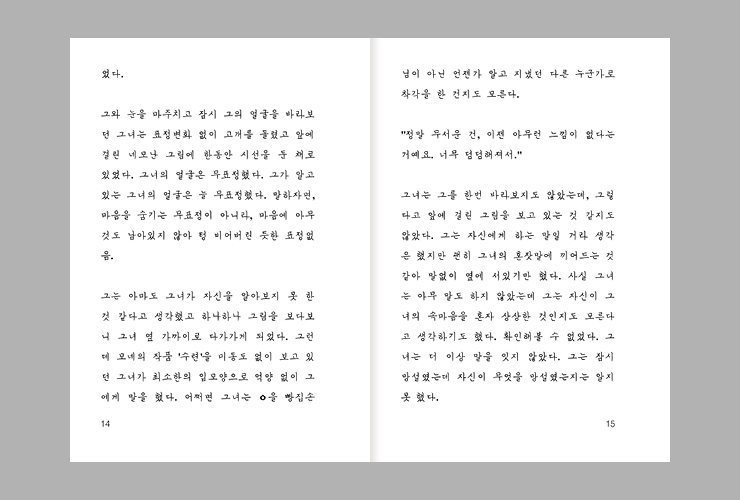 었다.
그와 눈을 마주치고 잠시 그의 얼굴을 바라보
던 그녀는 표정변화 없이 고개를 돌렸고 앞에
걸린 네모난 그림에 한동안 시선을 둔 채로
있었다. 그녀의 얼굴은 무표정했다. 그가 알고
있는 그녀의 얼굴은 늘 무표정했다. 말하자면,
마음을 숨기는 무표정이 아니라, 마음에 아무
것도 남아있지 않아 텅 비어버린 듯한 표정없
음.
그는 아마도 그녀가 자신을 알아보지 못 한
것 같다고 생각했고 하나하나 그림을 보다보
니 그녀 옆 가까이로 다가가게 되었다. 그런
데 모네의 작품 '수련'을 미동도 없이 보고 있
던 그녀가 최소한의 입모양으로 억양 없이 그
에게 말을 했다. 어쩌면 그녀는 o을 빵집손
14
님이 아닌 언젠가 알고 지냈던 다른 누군가로
착각을 한 건지도 모른다.
"정말 무서운 건, 이젠 아무런 느낌이 없다는
거예요. 너무 덤덤해져서."
그녀는 그를 한번 바라보지도 않았는데, 그렇
다고 앞에 걸린 그림을 보고 있는 것 같지도
않았다. 그는 자신에게 하는 말일 거라 생각
은 했지만 괜히 그녀의 혼잣말에 끼어드는 것
같아 말없이 옆에 서있기만 했다. 사실 그녀
는 아무 말도 하지 않았는데 그는 자신이 그
녀의 속마음을 혼자 상상한 것인지도 모른다
고 생각하기도 했다. 확인해볼 수 없었다. 그
녀는 더 이상 말을 잇지 않았다. 그는 잠시
망설였는데 자신이 무엇을 망설였는지는 알지
못 했다.
15